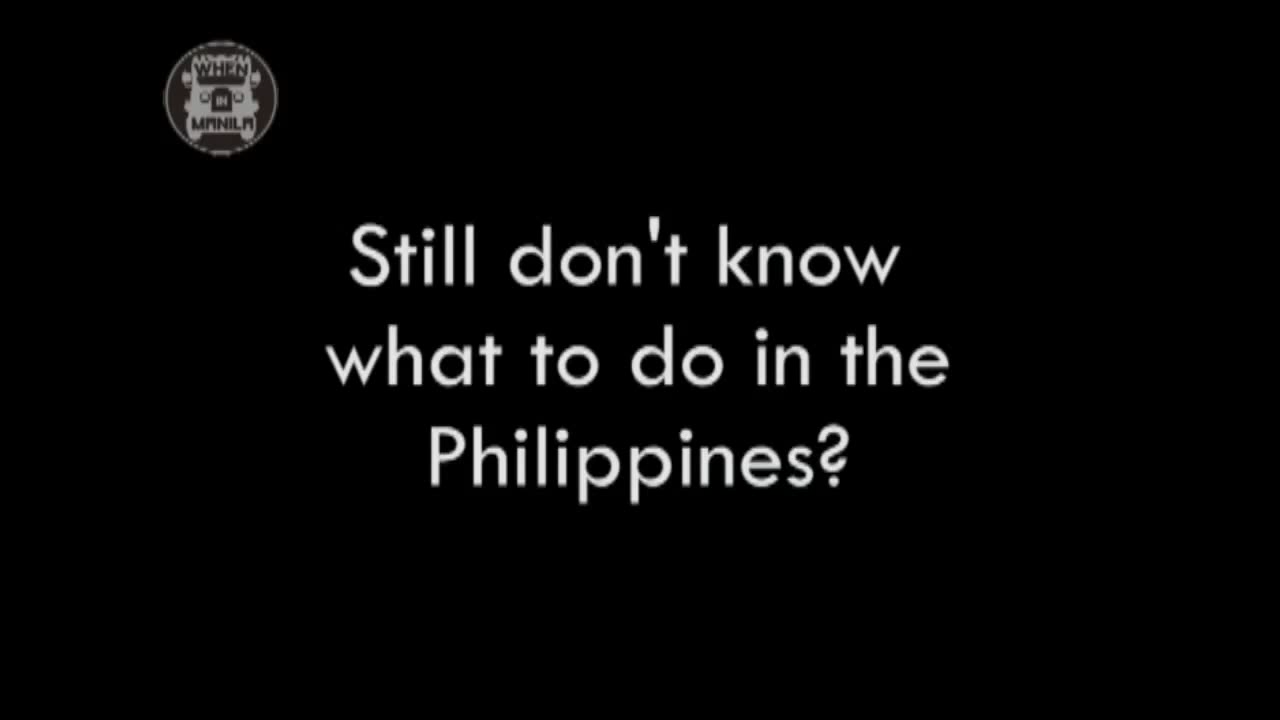 WHEN
IN
MANILA
Still don't know
what to do in the
Philippines?